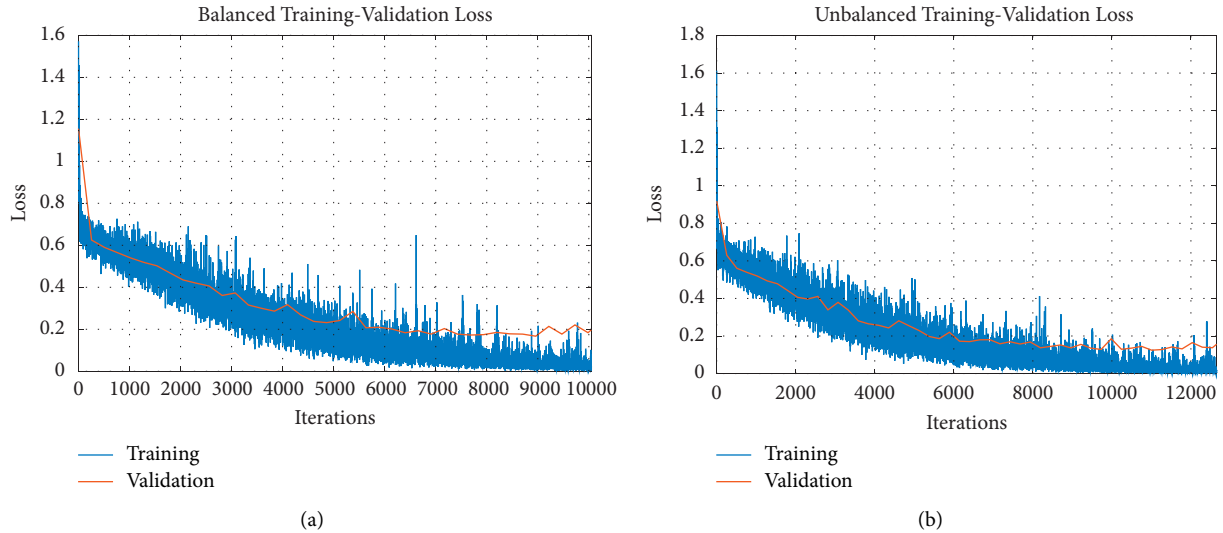 Balanced Training-Validation Loss
1.6
1.4
1.2
1
0.8
0.6
0.4
0.2
0
Loss
0 1000 2000 3000 4000 5000 6000 7000 8000 9000 10000
Iterations
Training
Validation
(a)
Unbalanced Training-Validation Loss
1.8
1.6
1.4
1.2
1
0.8
0.6
0.4
0.2
0
Loss
0 2000 4000 6000 8000 10000 12000
Iterations
Training
Validation
(b)